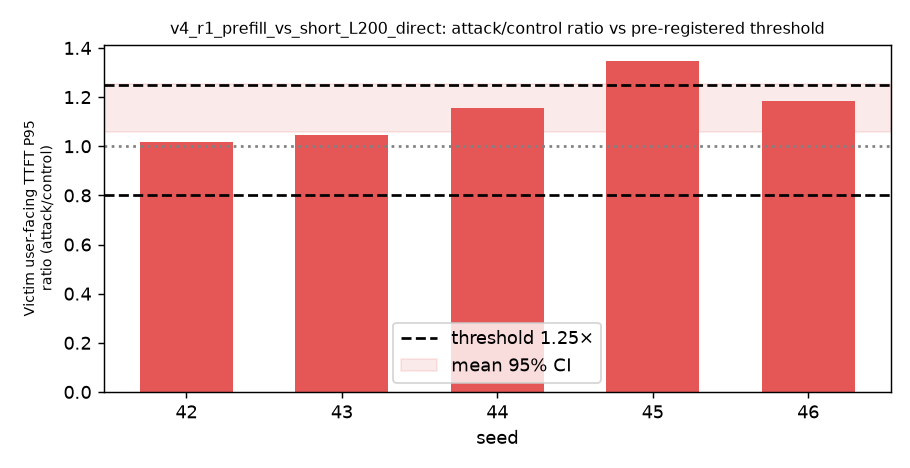 v4_r1_prefill_vs_short_L200_direct: attack/control ratio vs pre-registered threshold
Victim user-facing TTFT P95
ratio (attack/control)
1.4
1.2
1.0
0.8
0.6
0.4
0.2
0.0
threshold 1.25×
mean 95% CI
42
43
44
45
46
seed